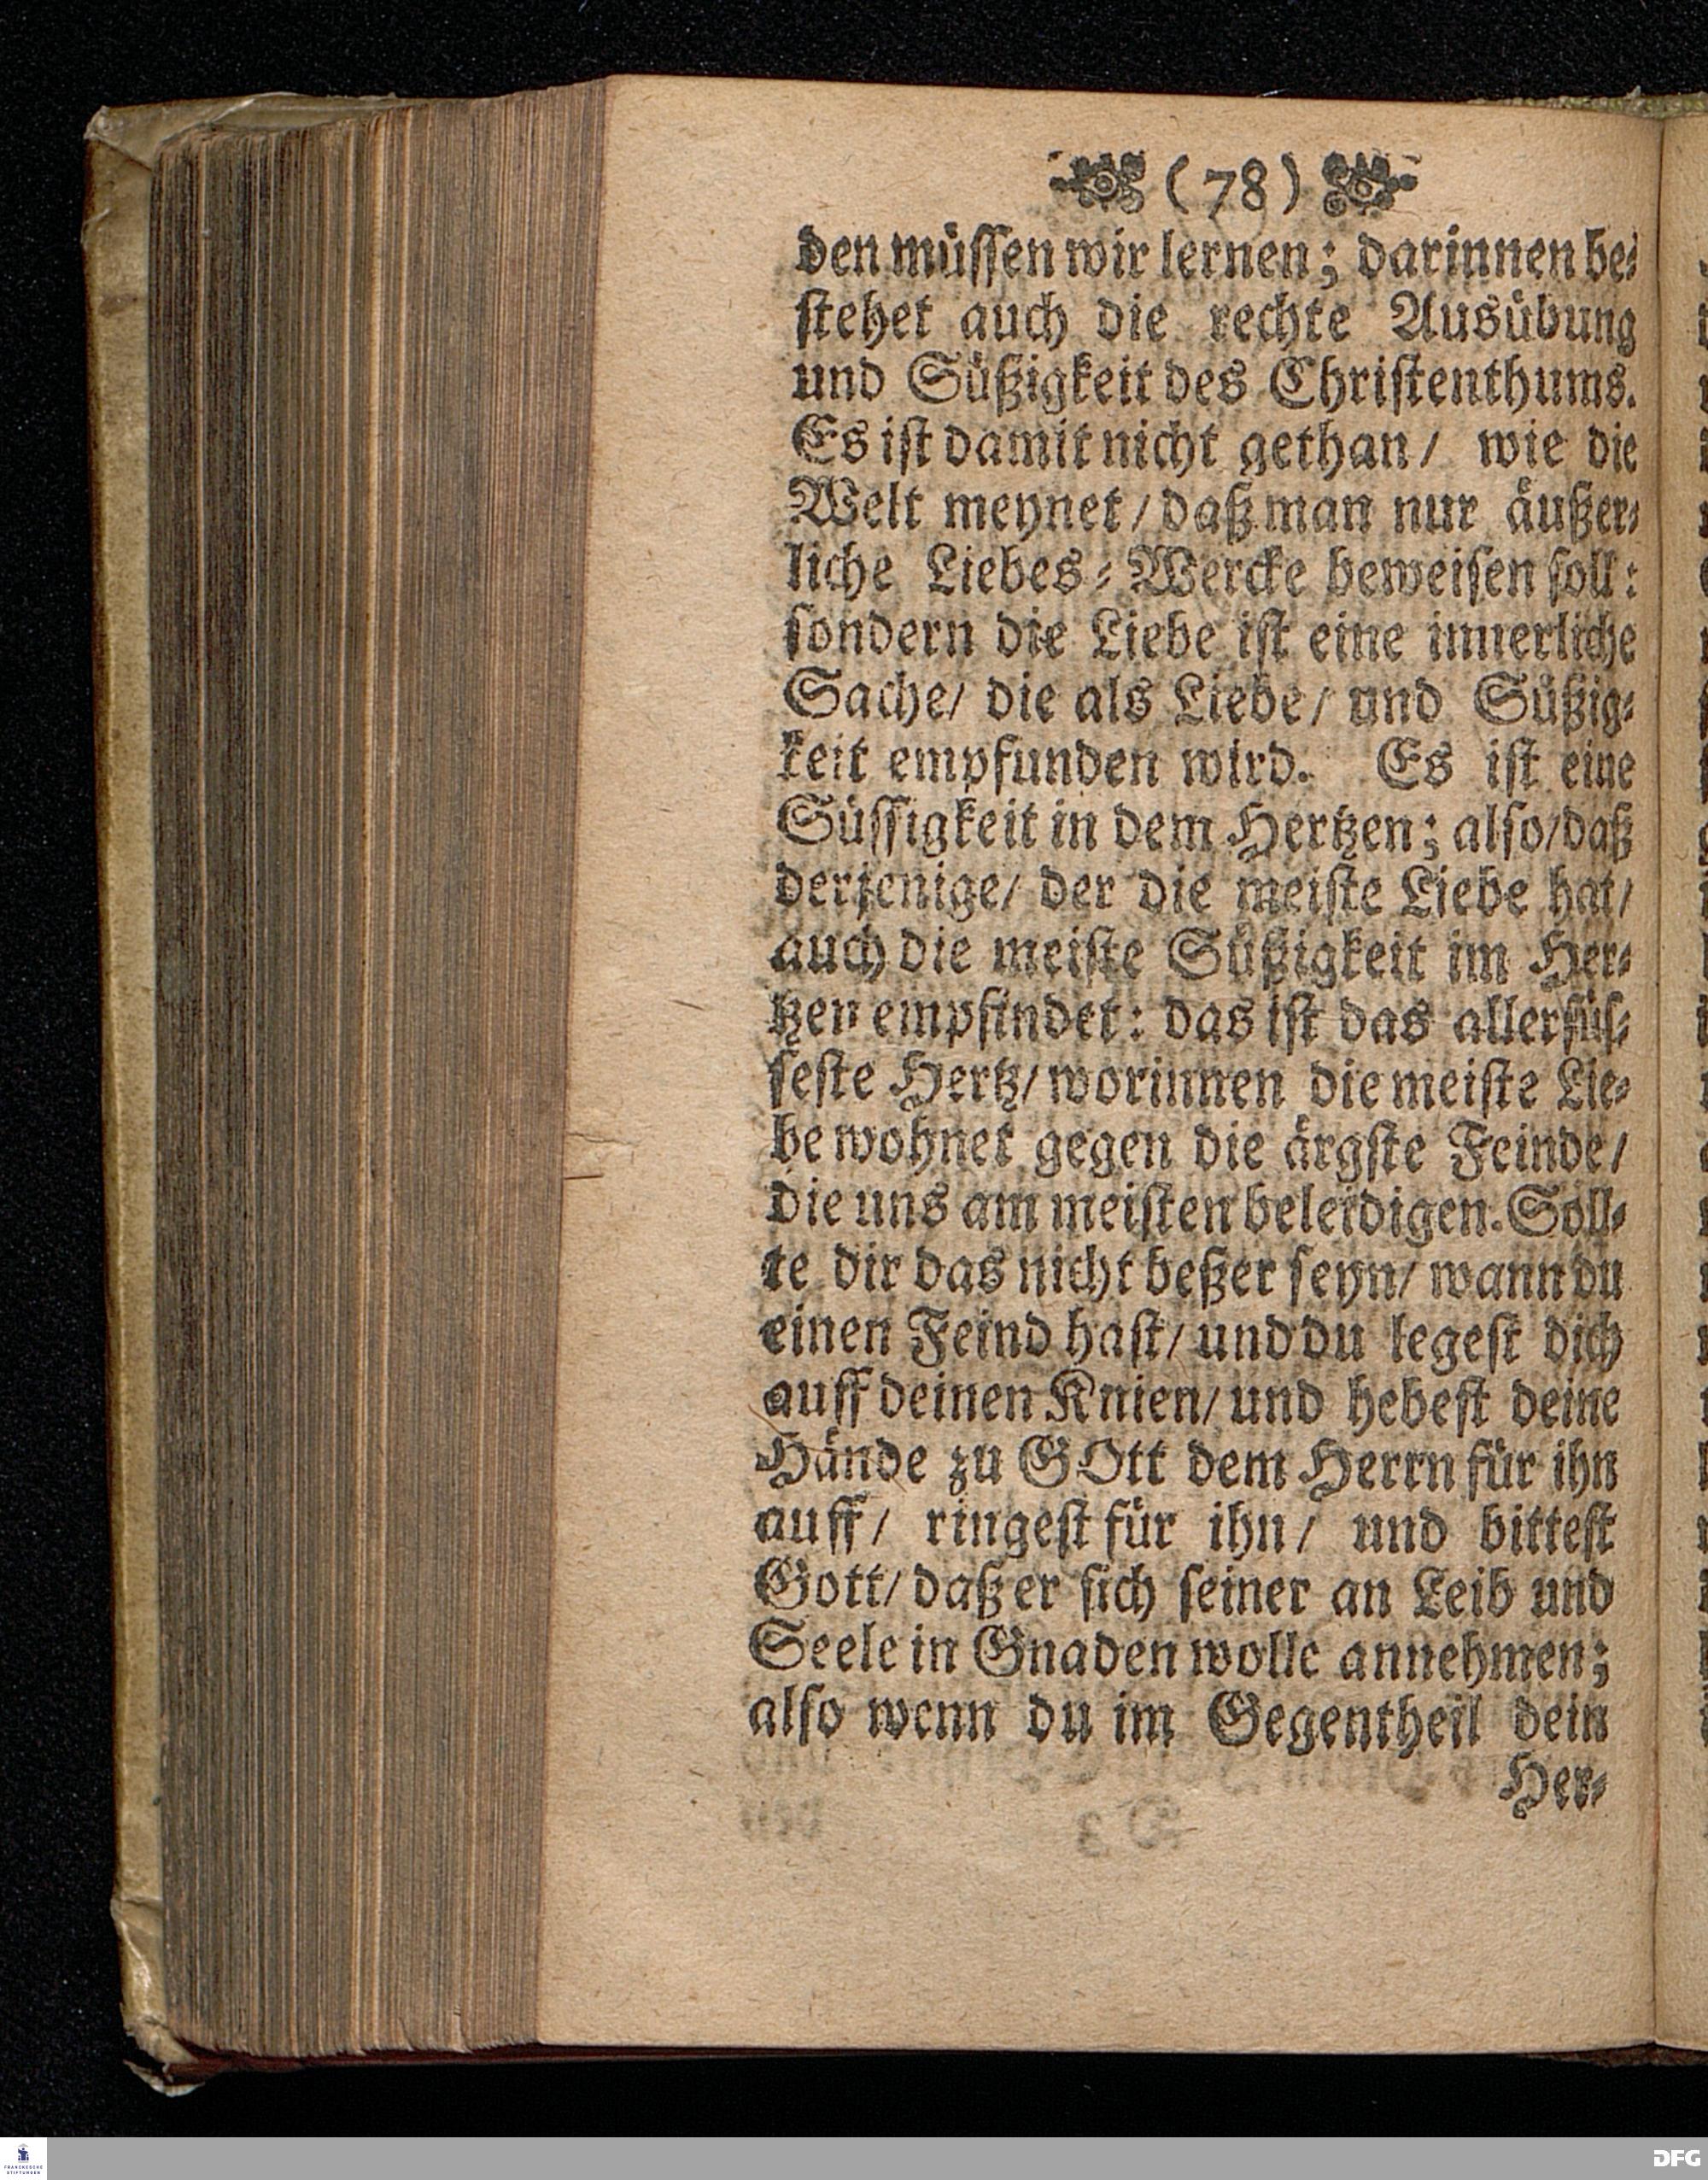 (78)
den müssen wir lernen; darinnen be-
stehet auch die rechte Ausübung
und Süßigkeit des Christenthums.
Es ist damit nicht gethan/ wie die
Welt meynet/ daß man nur äußer-
liche Liebes-Wercke beweisen soll:
sondern die Liebe ist eine innerliche
Sache/ die als Liebe/ und Süßig-
keit empfunden wird. Es ist eine
Süssigkeit in dem Hertzen; also/ daß
derjenige/ der die meiste Liebe hat/
auch die meiste Süßigkeit im Her-
tzen empfindet: das ist das allersüs-
seste Hertz/ worinnen die meiste Lie-
be wohnet gegen die ärgste Feinde/
die uns am meisten beleidigen. Soll-
te dir das nicht beßer seyn/ wann du
einen Feind hast/ und du legest dich
auff deinen Knien/ und hebest deine
Hände zu GOtt dem Herrn für ihn
auff/ ringest für ihn/ und bittest
Gott/ daß er sich seiner an Leib und
Seele in Gnaden wolle annehmen;
also wenn du im Gegentheil dein
Her-
FRANCKESCHE
STIFTUNGEN
DFG